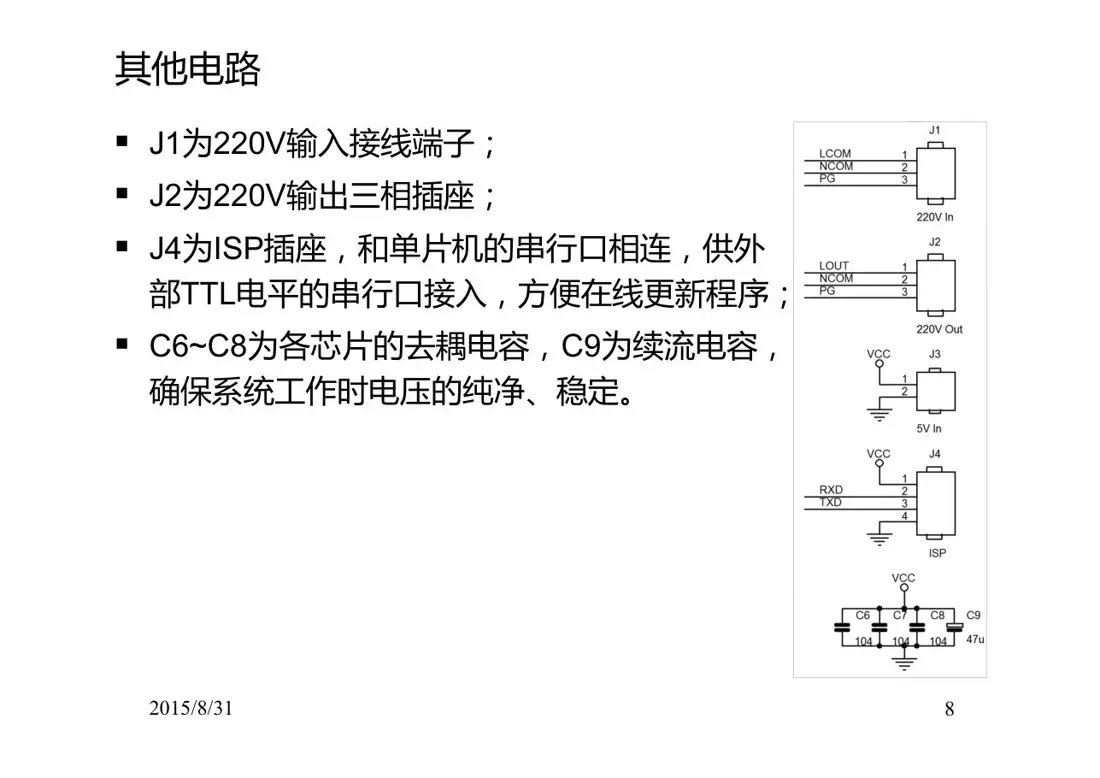 其他电路
▪ J1为220V输入接线端子；
▪ J2为220V输出三相插座；
▪ J4为ISP插座，和单片机的串行口相连，供外
部TTL电平的串行口接入，方便在线更新程序；
▪ C6~C8为各芯片的去耦电容，C9为续流电容，
确保系统工作时电压的纯净、稳定。
J1
LCOM 1
NCOM 2
PG 3
220V In
J2
LOUT 1
NCOM 2
PG 3
220V Out
VCC J3
1
2
5V In
VCC J4
1
RXD 2
TXD 3
4
ISP
VCC
C6 C7 C8 C9
104 104 104 47u
2015/8/31 8